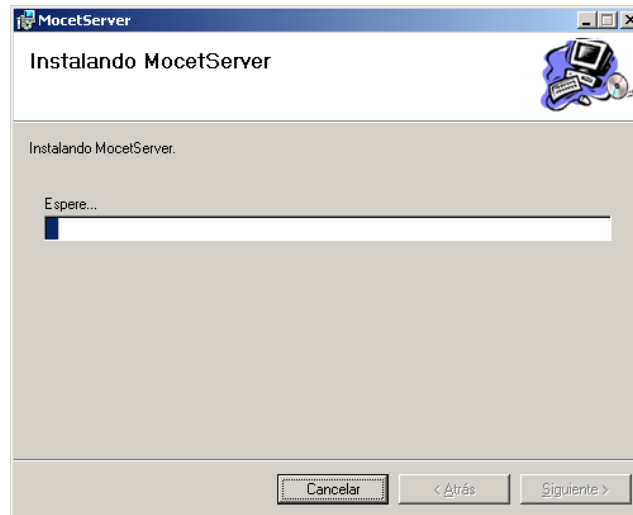 MocetServer
Instalando MocetServer
Instalando MocetServer.
Espere...
Cancelar
< Atrás
Siguiente >